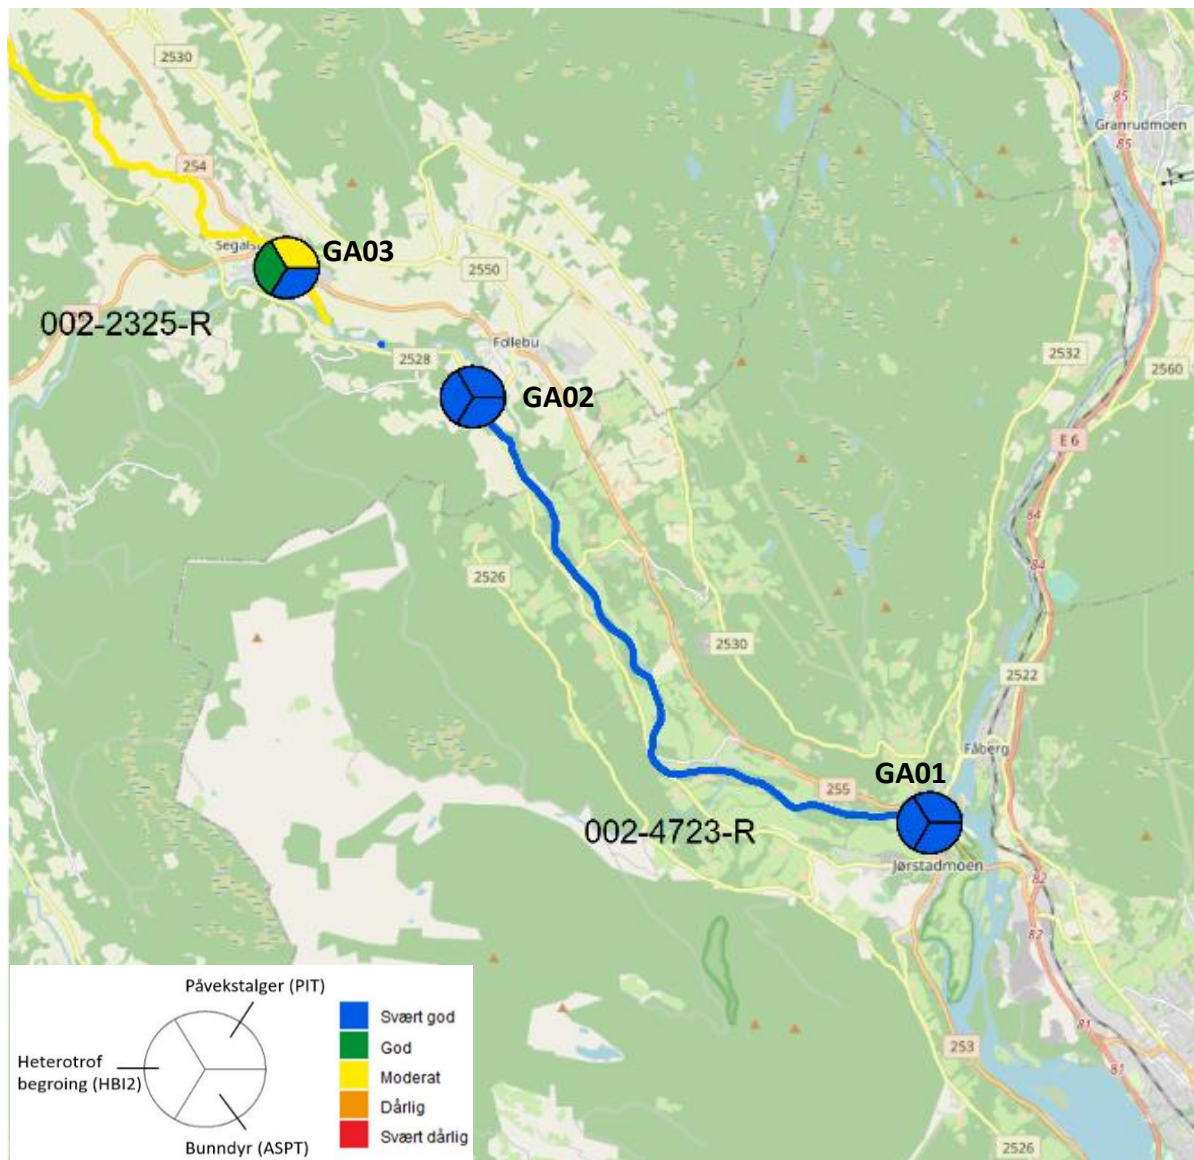 2530
85
Granrudmoen
85
254
GA03
2550
002-2325-R
Follebu
2528
2532
2560
GA02
E 6
84
84
2526
2530
2522
Fåberg
GA01
255
002-4723-R
Jørstadmoen
82
82
81
81
253
2526
Påvekstalger (PIT)
Heterotrof
begroing (HBI2)
Bunndyr (ASPT)
Svært god
God
Moderat
Dårlig
Svært dårlig